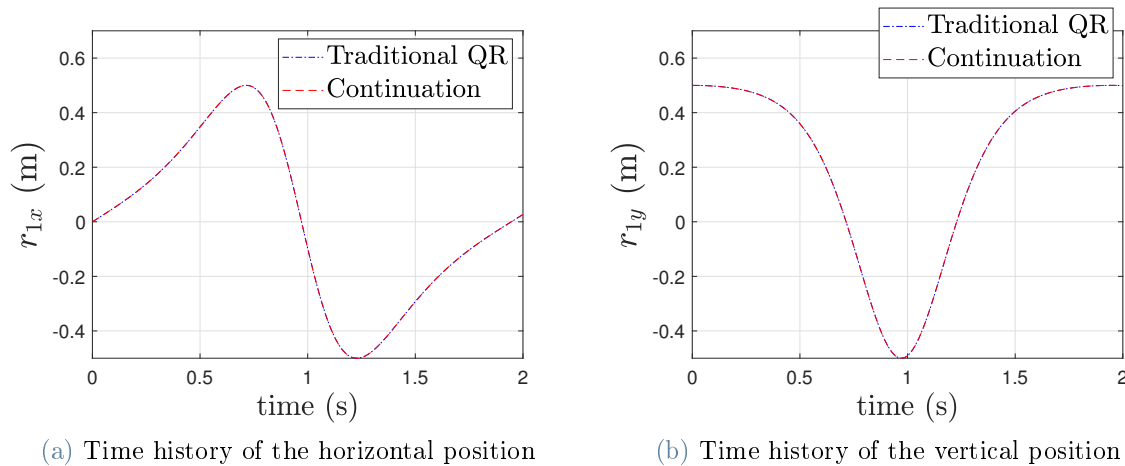 Traditional QR
Continuation
0.6
0.4
0.2
0
-0.2
-0.4
r1x (m)
0
0.5
1
1.5
2
time (s)
(a) Time history of the horizontal position
Traditional QR
Continuation
0.6
0.4
0.2
0
-0.2
-0.4
r1y (m)
0
0.5
1
1.5
2
time (s)
(b) Time history of the vertical position